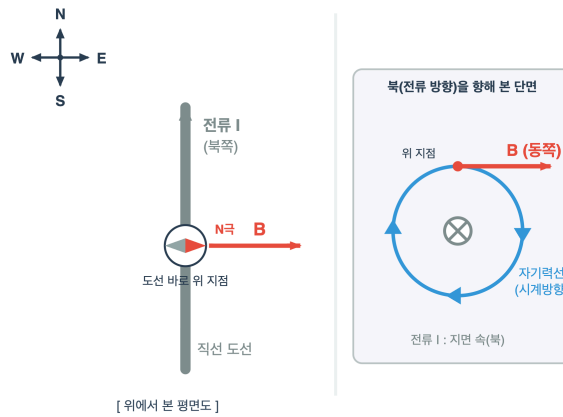 N
W E
S
전류 I
(북쪽)
N극 B
도선 바로 위 지점
직선 도선
[ 위에서 본 평면도 ]
북(전류 방향)을 향해 본 단면
위 지점
B (동쪽)
자기력선
(시계방향
전류 I : 지면 속(북)